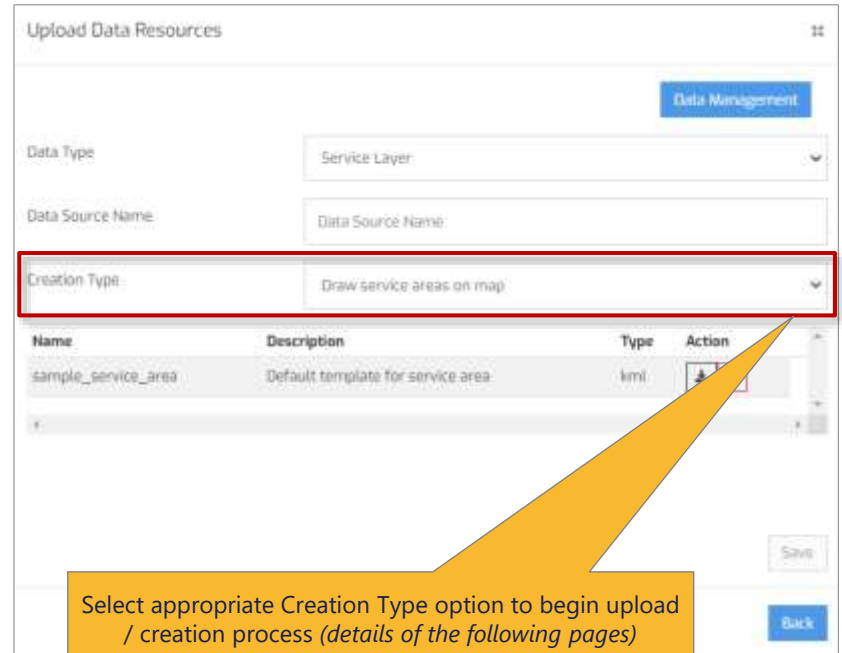 Upload Data Resources
Data Management
Data Type
Service Layer
Data Source Name
Data Source Name
Creation Type
Draw service areas on map
Name Description Type Action
sample_service_area Default template for service area kml
Save
Select appropriate Creation Type option to begin upload
/ creation process (details of the following pages)
Back